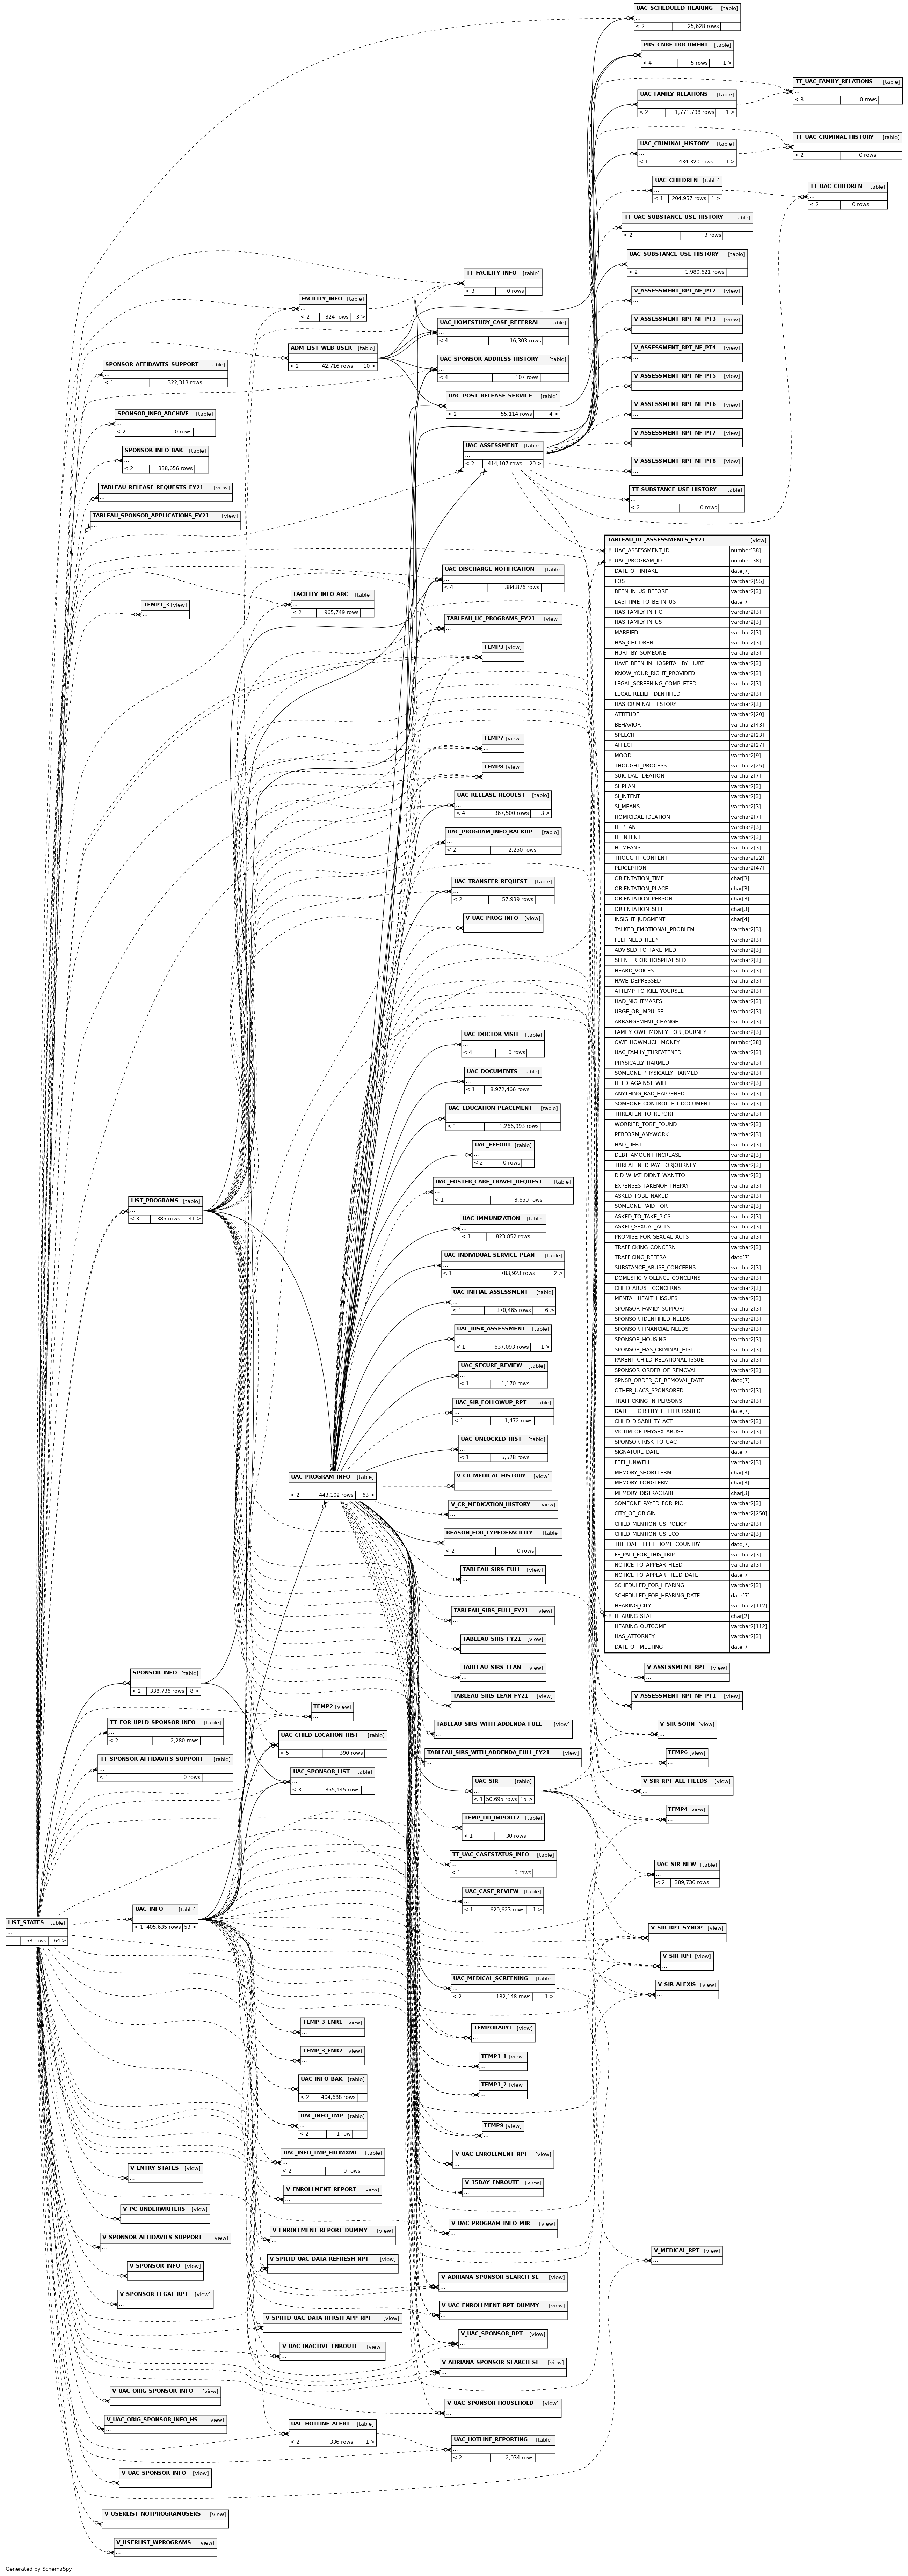 UAC_SCHEDULED_HEARING [table]
...
< 2 25,628 rows
PRS_CNRE_DOCUMENT [table]
...
< 4 5 rows 1 >
TT_UAC_FAMILY_RELATIONS [table]
...
< 3 0 rows
UAC_FAMILY_RELATIONS [table]
...
< 2 1,771,798 rows 1 >
TT_UAC_CRIMINAL_HISTORY [table]
...
< 2 0 rows
UAC_CRIMINAL_HISTORY [table]
...
< 1 434,320 rows 1 >
UAC_CHILDREN [table]
...
< 1 204,957 rows 1 >
TT_UAC_CHILDREN [table]
...
< 2 0 rows
TT_UAC_SUBSTANCE_USE_HISTORY [table]
...
< 2 3 rows
UAC_SUBSTANCE_USE_HISTORY [table]
...
< 2 1,980,621 rows
TT_FACILITY_INFO [table]
...
< 3 0 rows
V_ASSESSMENT_RPT_NF_PT2 [view]
...
FACILITY_INFO [table]
...
< 2 324 rows 3 >
V_ASSESSMENT_RPT_NF_PT3 [view]
...
UAC_HOMESTUDY_CASE_REFERRAL [table]
...
< 4 16,303 rows
V_ASSESSMENT_RPT_NF_PT4 [view]
...
ADM_LIST_WEB_USER [table]
...
< 2 42,716 rows 10 >
UAC_SPONSOR_ADDRESS_HISTORY [table]
...
< 4 107 rows
SPONSOR_AFFIDAVITS_SUPPORT [table]
...
< 1 322,313 rows
V_ASSESSMENT_RPT_NF_PT5 [view]
...
UAC_POST_RELEASE_SERVICE [table]
...
< 2 55,114 rows 4 >
V_ASSESSMENT_RPT_NF_PT6 [view]
...
SPONSOR_INFO_ARCHIVE [table]
...
< 2 0 rows
V_ASSESSMENT_RPT_NF_PT7 [view]
...
UAC_ASSESSMENT [table]
...
< 2 414,107 rows 20 >
SPONSOR_INFO_BAK [table]
...
< 2 338,656 rows
V_ASSESSMENT_RPT_NF_PT8 [view]
...
TABLEAU_RELEASE_REQUESTS_FY21 [view]
...
TT_SUBSTANCE_USE_HISTORY [table]
...
< 2 0 rows
TABLEAU_SPONSOR_APPLICATIONS_FY21 [view]
...
TABLEAU_UC_ASSESSMENTS_FY21 [view]
! UAC_ASSESSMENT_ID number[38]
! UAC_PROGRAM_ID number[38]
DATE_OF_INTAKE date[7]
LOS varchar2[55]
BEEN_IN_US_BEFORE varchar2[3]
LASTTIME_TO_BE_IN_US date[7]
HAS_FAMILY_IN_HC varchar2[3]
HAS_FAMILY_IN_US varchar2[3]
MARRIED varchar2[3]
HAS_CHILDREN varchar2[3]
HURT_BY_SOMEONE varchar2[3]
HAVE_BEEN_IN_HOSPITAL_BY_HURT varchar2[3]
KNOW_YOUR_RIGHT_PROVIDED varchar2[3]
LEGAL_SCREENING_COMPLETED varchar2[3]
LEGAL_RELIEF_IDENTIFIED varchar2[3]
HAS_CRIMINAL_HISTORY varchar2[3]
ATTITUDE varchar2[20]
BEHAVIOR varchar2[43]
SPEECH varchar2[23]
AFFECT varchar2[27]
MOOD varchar2[9]
THOUGHT_PROCESS varchar2[25]
SUICIDAL_IDEATION varchar2[7]
SI_PLAN varchar2[3]
SI_INTENT varchar2[3]
SI_MEANS varchar2[3]
HOMICIDAL_IDEATION varchar2[7]
HI_PLAN varchar2[3]
HI_INTENT varchar2[3]
HI_MEANS varchar2[3]
THOUGHT_CONTENT varchar2[22]
PERCEPTION varchar2[47]
ORIENTATION_TIME char[3]
ORIENTATION_PLACE char[3]
ORIENTATION_PERSON char[3]
ORIENTATION_SELF char[3]
INSIGHT_JUDGMENT char[4]
TALKED_EMOTIONAL_PROBLEM varchar2[3]
FELT_NEED_HELP varchar2[3]
ADVISED_TO_TAKE_MED varchar2[3]
SEEN_ER_OR_HOSPITALISED varchar2[3]
HEARD_VOICES varchar2[3]
HAVE_DEPRESSED varchar2[3]
ATTEMP_TO_KILL_YOURSELF varchar2[3]
HAD_NIGHTMARES varchar2[3]
URGE_OR_IMPULSE varchar2[3]
ARRANGEMENT_CHANGE varchar2[3]
FAMILY_OWE_MONEY_FOR_JOURNEY varchar2[3]
OWE_HOWMUCH_MONEY number[38]
UAC_FAMILY_THREATENED varchar2[3]
PHYSICALLY_HARMED varchar2[3]
SOMEONE_PHYSICALLY_HARMED varchar2[3]
HELD_AGAINST_WILL varchar2[3]
ANYTHING_BAD_HAPPENED varchar2[3]
SOMEONE_CONTROLLED_DOCUMENT varchar2[3]
THREATEN_TO_REPORT varchar2[3]
WORRIED_TOBE_FOUND varchar2[3]
PERFORM_ANYWORK varchar2[3]
HAD_DEBT varchar2[3]
DEBT_AMOUNT_INCREASE varchar2[3]
THREATENED_PAY_FORJOURNEY varchar2[3]
DID_WHAT_DIDNT_WANTTO varchar2[3]
EXPENSES_TAKENOF_THEPAY varchar2[3]
ASKED_TOBE_NAKED varchar2[3]
SOMEONE_PAID_FOR varchar2[3]
ASKED_TO_TAKE_PICS varchar2[3]
ASKED_SEXUAL_ACTS varchar2[3]
PROMISE_FOR_SEXUAL_ACTS varchar2[3]
TRAFFICKING_CONCERN varchar2[3]
TRAFFICING_REFERAL date[7]
SUBSTANCE_ABUSE_CONCERNS varchar2[3]
DOMESTIC_VIOLENCE_CONCERNS varchar2[3]
CHILD_ABUSE_CONCERNS varchar2[3]
MENTAL_HEALTH_ISSUES varchar2[3]
SPONSOR_FAMILY_SUPPORT varchar2[3]
SPONSOR_IDENTIFIED_NEEDS varchar2[3]
SPONSOR_FINANCIAL_NEEDS varchar2[3]
SPONSOR_HOUSING varchar2[3]
SPONSOR_HAS_CRIMINAL_HIST varchar2[3]
PARENT_CHILD_RELATIONAL_ISSUE varchar2[3]
SPONSOR_ORDER_OF_REMOVAL varchar2[3]
SPNSR_ORDER_OF_REMOVAL_DATE date[7]
OTHER_UACS_SPONSORED varchar2[3]
TRAFFICKING_IN_PERSONS varchar2[3]
DATE_ELIGIBILITY_LETTER_ISSUED date[7]
CHILD_DISABILITY_ACT varchar2[3]
VICTIM_OF_PHYSEX_ABUSE varchar2[3]
SPONSOR_RISK_TO_UAC varchar2[3]
SIGNATURE_DATE date[7]
FEEL_UNWELL varchar2[3]
MEMORY_SHORTTERM char[3]
MEMORY_LONGTERM char[3]
MEMORY_DISTRACTABLE char[3]
SOMEONE_PAYED_FOR_PIC varchar2[3]
CITY_OF_ORIGIN varchar2[250]
CHILD_MENTION_US_POLICY varchar2[3]
CHILD_MENTION_US_ECO varchar2[3]
THE_DATE_LEFT_HOME_COUNTRY date[7]
FF_PAID_FOR_THIS_TRIP varchar2[3]
NOTICE_TO_APPEAR_FILED varchar2[3]
NOTICE_TO_APPEAR_FILED_DATE date[7]
SCHEDULED_FOR_HEARING varchar2[3]
SCHEDULED_FOR_HEARING_DATE date[7]
HEARING_CITY varchar2[112]
! HEARING_STATE char[2]
HEARING_OUTCOME varchar2[112]
HAS_ATTORNEY varchar2[3]
DATE_OF_MEETING date[7]
UAC_DISCHARGE_NOTIFICATION [table]
...
< 4 384,876 rows
FACILITY_INFO_ARC [table]
...
< 2 965,749 rows
TEMP1_3 [view]
...
TABLEAU_UC_PROGRAMS_FY21 [view]
...
TEMP3 [view]
...
TEMP7 [view]
...
TEMP8 [view]
...
UAC_RELEASE_REQUEST [table]
...
< 4 367,500 rows 3 >
UAC_PROGRAM_INFO_BACKUP [table]
...
< 2 2,250 rows
UAC_TRANSFER_REQUEST [table]
...
< 2 57,939 rows
V_UAC_PROG_INFO [view]
...
UAC_DOCTOR_VISIT [table]
...
< 4 0 rows
UAC_DOCUMENTS [table]
...
< 1 8,972,466 rows
UAC_EDUCATION_PLACEMENT [table]
...
< 1 1,266,993 rows
UAC_EFFORT [table]
...
< 2 0 rows
UAC_FOSTER_CARE_TRAVEL_REQUEST [table]
...
< 1 3,650 rows
LIST_PROGRAMS [table]
...
< 3 385 rows 41 >
UAC_IMMUNIZATION [table]
...
< 1 823,852 rows
UAC_INDIVIDUAL_SERVICE_PLAN [table]
...
< 1 783,923 rows 2 >
UAC_INITIAL_ASSESSMENT [table]
...
< 1 370,465 rows 6 >
UAC_RISK_ASSESSMENT [table]
...
< 1 637,093 rows 1 >
UAC_SECURE_REVIEW [table]
...
< 1 1,170 rows
UAC_SIR_FOLLOWUP_RPT [table]
...
< 1 1,472 rows
UAC_UNLOCKED_HIST [table]
...
< 1 5,528 rows
UAC_PROGRAM_INFO [table]
...
< 2 443,102 rows 63 >
V_CR_MEDICAL_HISTORY [view]
...
V_CR_MEDICATION_HISTORY [view]
...
REASON_FOR_TYPEOFFACILITY [table]
...
< 2 0 rows
TABLEAU_SIRS_FULL [view]
...
TABLEAU_SIRS_FULL_FY21 [view]
...
TABLEAU_SIRS_FY21 [view]
...
TABLEAU_SIRS_LEAN [view]
...
V_ASSESSMENT_RPT [view]
...
SPONSOR_INFO [table]
...
< 2 338,736 rows 8 >
TABLEAU_SIRS_LEAN_FY21 [view]
...
V_ASSESSMENT_RPT_NF_PT1 [view]
...
TEMP2 [view]
...
TT_FOR_UPLD_SPONSOR_INFO [table]
...
< 2 2,280 rows
TABLEAU_SIRS_WITH_ADDENDA_FULL [view]
...
V_SIR_SOHN [view]
...
UAC_CHILD_LOCATION_HIST [table]
...
< 5 390 rows
TABLEAU_SIRS_WITH_ADDENDA_FULL_FY21 [view]
...
TEMP6 [view]
...
TT_SPONSOR_AFFIDAVITS_SUPPORT [table]
...
< 1 0 rows
UAC_SPONSOR_LIST [table]
...
< 3 355,445 rows
UAC_SIR [table]
...
< 1 50,695 rows 15 >
V_SIR_RPT_ALL_FIELDS [view]
...
TEMP_DD_IMPORT2 [table]
...
< 1 30 rows
TEMP4 [view]
...
TT_UAC_CASESTATUS_INFO [table]
...
< 1 0 rows
UAC_SIR_NEW [table]
...
< 2 389,736 rows
UAC_CASE_REVIEW [table]
...
< 1 620,623 rows 1 >
UAC_INFO [table]
...
< 1 405,635 rows 53 >
LIST_STATES [table]
...
53 rows 64 >
V_SIR_RPT_SYNOP [view]
...
V_SIR_RPT [view]
...
UAC_MEDICAL_SCREENING [table]
...
< 2 132,148 rows 1 >
V_SIR_ALEXIS [view]
...
TEMP_3_ENR1 [view]
...
TEMPORARY1 [view]
...
TEMP_3_ENR2 [view]
...
TEMP1_1 [view]
...
UAC_INFO_BAK [table]
...
< 2 404,688 rows
TEMP1_2 [view]
...
UAC_INFO_TMP [table]
...
< 2 1 row
TEMP9 [view]
...
UAC_INFO_TMP_FROMXML [table]
...
< 2 0 rows
V_UAC_ENROLLMENT_RPT [view]
...
V_ENTRY_STATES [view]
...
V_15DAY_ENROUTE [view]
...
V_ENROLLMENT_REPORT [view]
...
V_PC_UNDERWRITERS [view]
...
V_UAC_PROGRAM_INFO_MIR [view]
...
V_ENROLLMENT_REPORT_DUMMY [view]
...
V_SPONSOR_AFFIDAVITS_SUPPORT [view]
...
V_MEDICAL_RPT [view]
...
V_SPRTD_UAC_DATA_REFRESH_RPT [view]
...
V_SPONSOR_INFO [view]
...
V_ADRIANA_SPONSOR_SEARCH_SL [view]
...
V_SPONSOR_LEGAL_RPT [view]
...
V_UAC_ENROLLMENT_RPT_DUMMY [view]
...
V_SPRTD_UAC_DATA_RFRSH_APP_RPT [view]
...
V_UAC_SPONSOR_RPT [view]
...
V_UAC_INACTIVE_ENROUTE [view]
...
V_ADRIANA_SPONSOR_SEARCH_SI [view]
...
V_UAC_ORIG_SPONSOR_INFO [view]
...
V_UAC_SPONSOR_HOUSEHOLD [view]
...
V_UAC_ORIG_SPONSOR_INFO_HS [view]
...
UAC_HOTLINE_ALERT [table]
...
< 2 336 rows 1 >
UAC_HOTLINE_REPORTING [table]
...
< 2 2,034 rows
V_UAC_SPONSOR_INFO [view]
...
V_USERLIST_NOTPROGRAMUSERS [view]
...
V_USERLIST_WPROGRAMS [view]
...
Generated by SchemaSpy